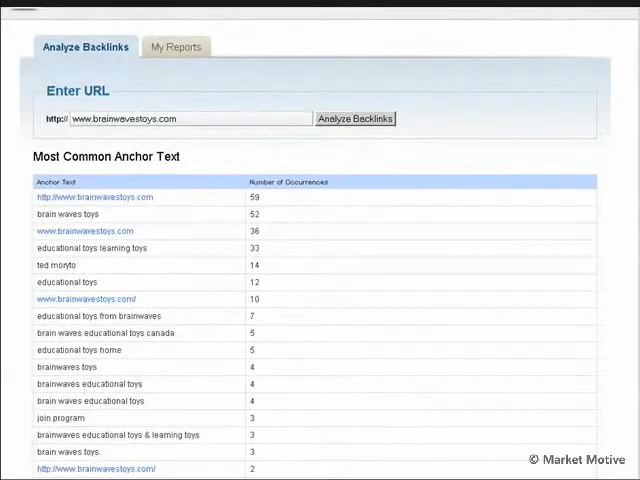 Analyze Backlinks My Reports
Enter URL
http:// www.brainwavestoys.com Analyze Backlinks
Most Common Anchor Text
Anchor Text Number of Occurrences
http://www.brainwavestoys.com 59
brain waves toys 52
www.brainwavestoys.com 36
educational toys learning toys 33
ted moryto 14
educational toys 12
www.brainwavestoys.com/ 10
educational toys from brainwaves 7
brain waves educational toys canada 5
educational toys home 5
brainwaves toys 4
brainwaves educational toys 4
brain waves educational toys 4
join program 3
brainwaves educational toys & learning toys 3
brain waves toys. 3
http://www.brainwavestoys.com/ 2
© Market Motive